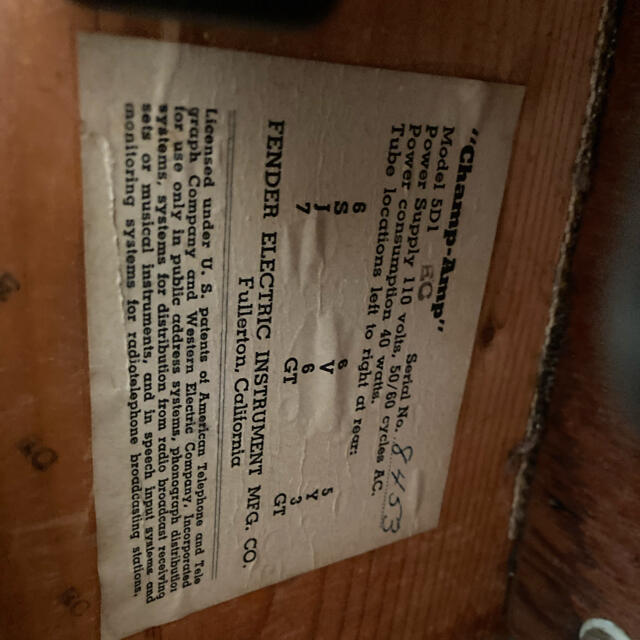 "Champ-Amp"
Model 5D1 EC Serial No. 8453
Power Supply 110 volts, 50/60 cycles AC.
Power consumption 40 watts.
Tube locations left to right at rear:
6 6 5
S V Y
J 6 3
7 GT GT
FENDER ELECTRIC INSTRUMENT MFG. CO.
Fullerton, California
Licensed under U. S. patents of American Telephone and Tele
graph Company and Western Electric Company, Incorporated
for use only in public address systems, phonograph distribution
systems, systems for distribution from radio broadcast receiving
sets or musical instruments, and in speech input systems and
monitoring systems for radiotelephone broadcasting stations.